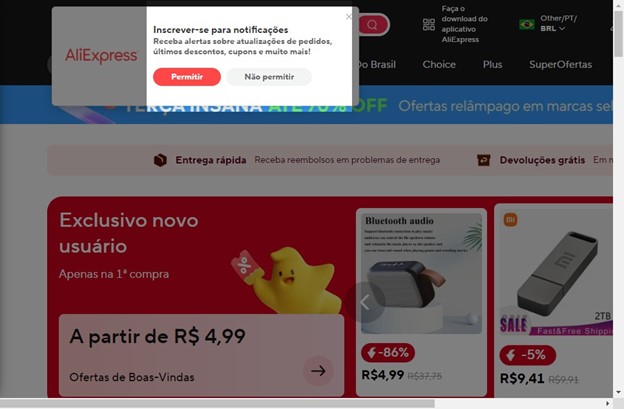 AliExpress
Inscrever-se para notificações
Receba alertas sobre atualizações de pedidos,
últimos descontos, cupons e muito mais!
Permitir
Não permitir
Faça o
download do
aplicativo
AliExpress
Other/PT/
BRL
Do Brasil
Choice
Plus
SuperOfertas
TERÇA INSANA ATÉ 70% OFF
Ofertas relâmpago em marcas sel
Entrega rápida
Receba reembolsos em problemas de entrega
Devoluções grátis
Em n
Exclusivo novo
usuário
Apenas na 1ª compra
%
A partir de R$ 4,99
Ofertas de Boas-Vindas
Bluetooth audio
-86%
R$4,99 R$37,75
mi
2TB
SALE
Fast&Free Shippi
-5%
R$9,41 R$9,91